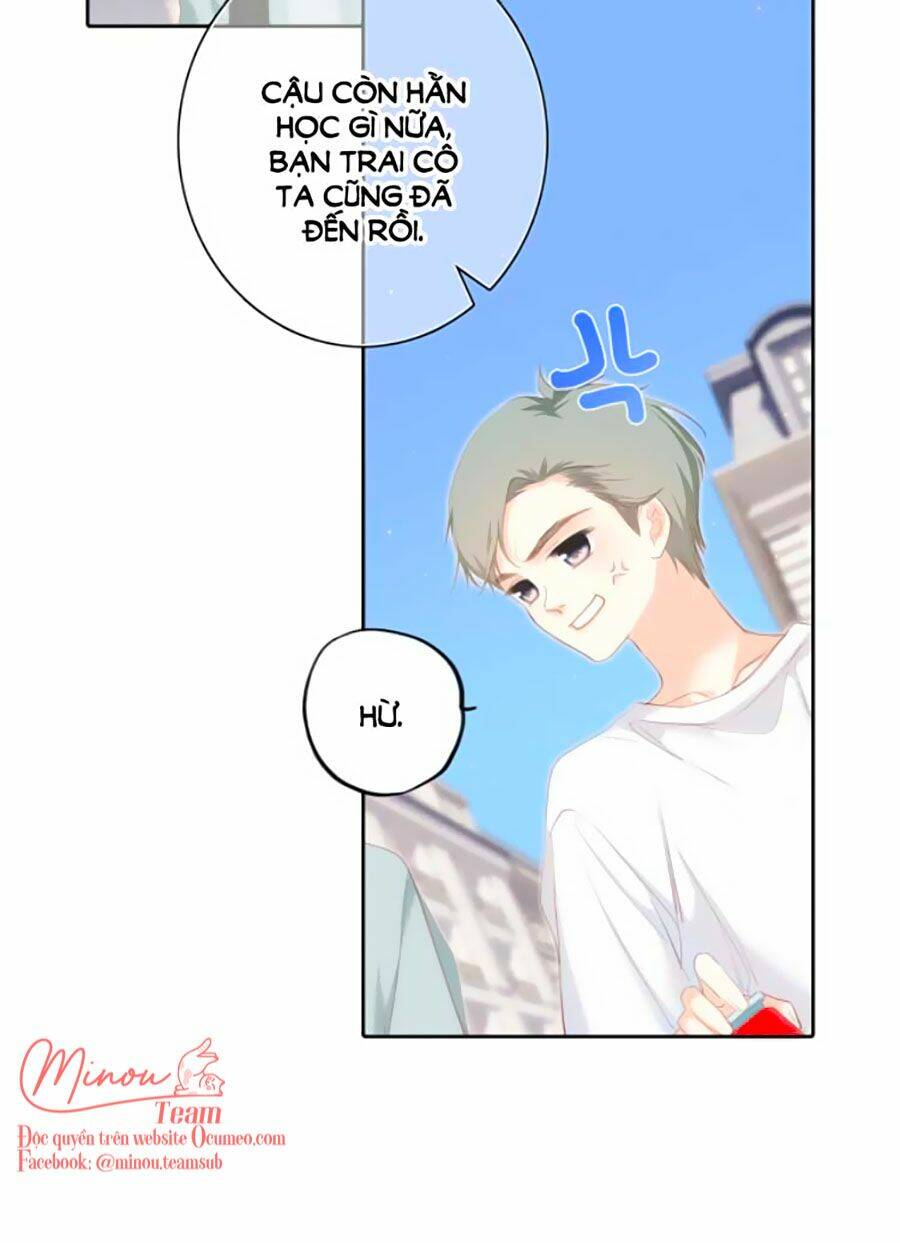 CẬU CÒN HẰN
HỌC GÌ NỮA,
BẠN TRAI CÔ
TA CŨNG ĐÃ
ĐẾN RỒI.
HỪ.
Minou
Team
Độc quyền trên website Ocumeo.com
Facebook: @minou.teamsub